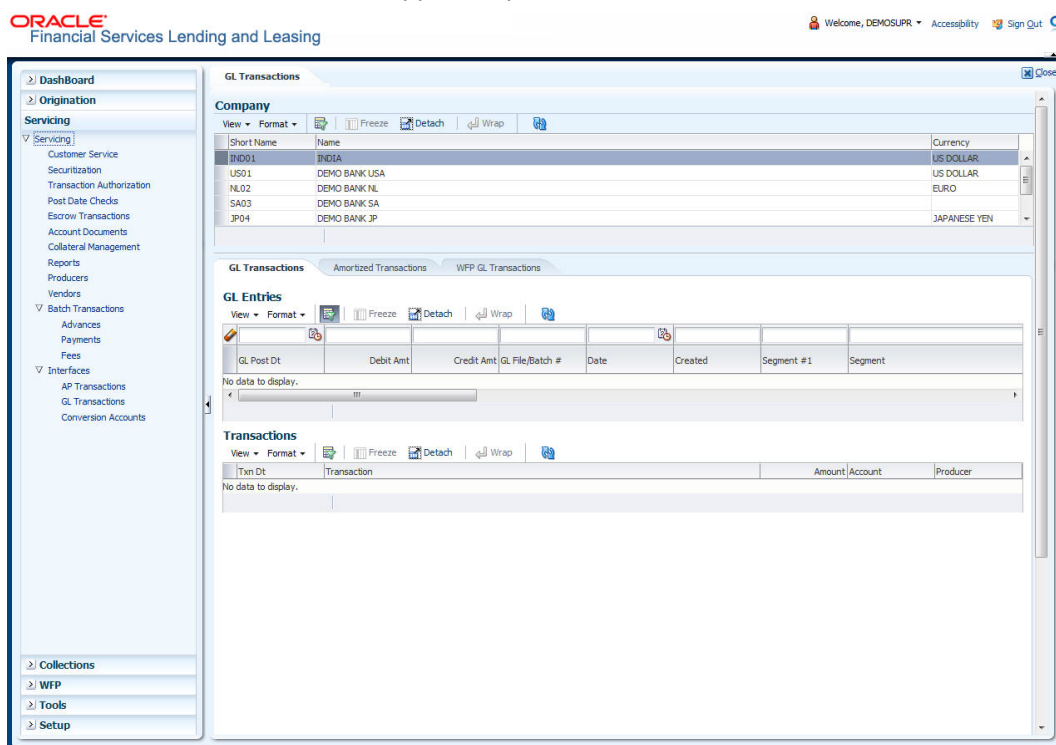 ORACLE
Financial Services Lending and Leasing
Welcome, DEMOSUPR Accessibility Sign Out
DashBoard
Origination
Servicing
Servicing
Customer Service
Securitization
Transaction Authorization
Post Date Checks
Escrow Transactions
Account Documents
Collateral Management
Reports
Producers
Vendors
Batch Transactions
Advances
Payments
Fees
Interfaces
AP Transactions
GL Transactions
Conversion Accounts
Collections
WFP
Tools
Setup
GL Transactions
Close
Company
View Format Freeze Detach Wrap
Short Name Name Currency
IND01 INDIA US DOLLAR
US01 DEMO BANK USA US DOLLAR
NL02 DEMO BANK NL EURO
SA03 DEMO BANK SA
JP04 DEMO BANK JP JAPANESE YEN
GL Transactions Amortized Transactions WFP GL Transactions
GL Entries
View Format Freeze Detach Wrap
GL Post Dt Debit Amt Credit Amt GL File/Batch # Date Created Segment #1 Segment
No data to display.
Transactions
View Format Freeze Detach Wrap
Txn Dt Transaction Amount Account Producer
No data to display.